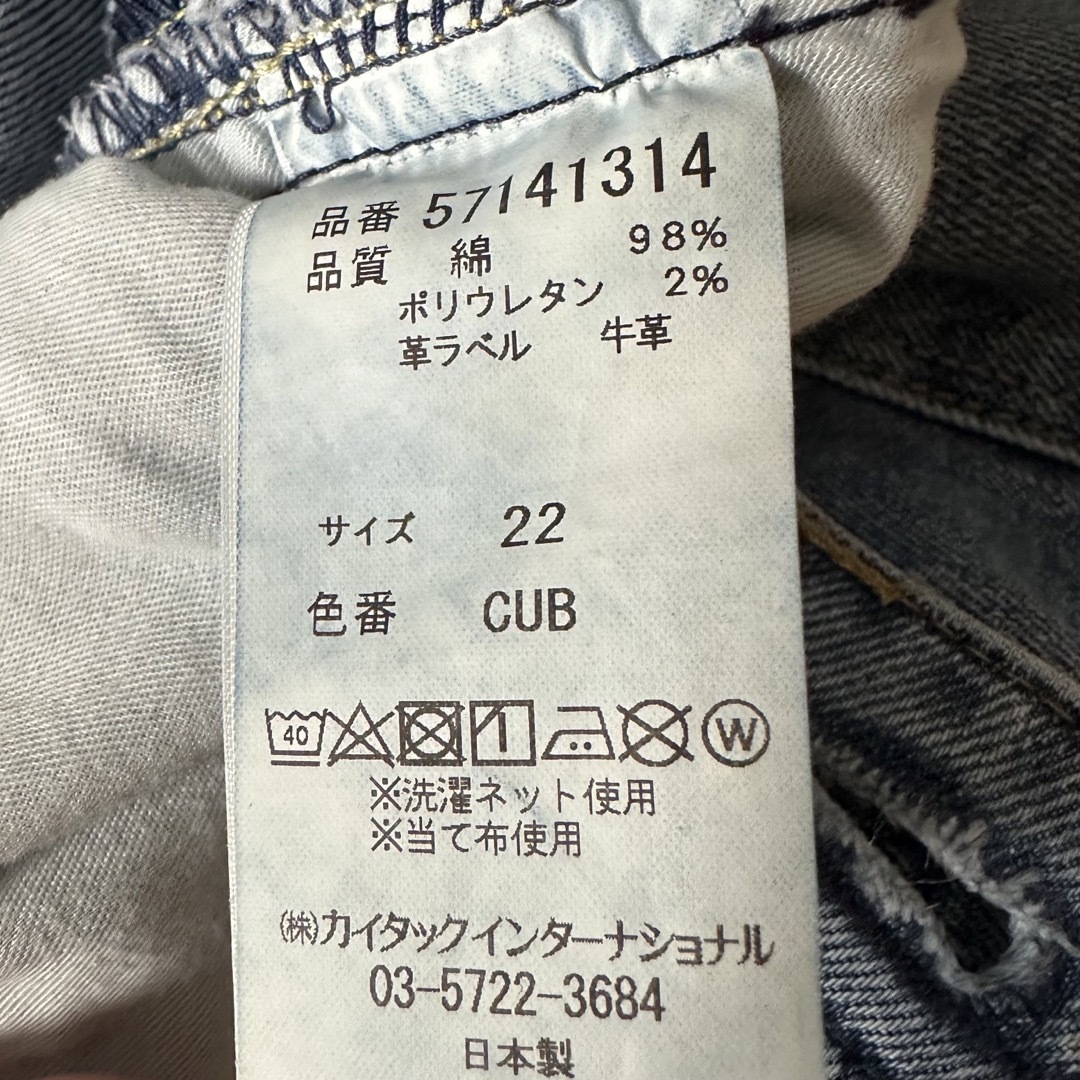 品番 57141314
品質 綿 98%
ポリウレタン 2%
革ラベル 牛革
サイズ 22
色番 CUB
40 W
※洗濯ネット使用
※当て布使用
㈱カイタックインターナショナル
03-5722-3684
日本製